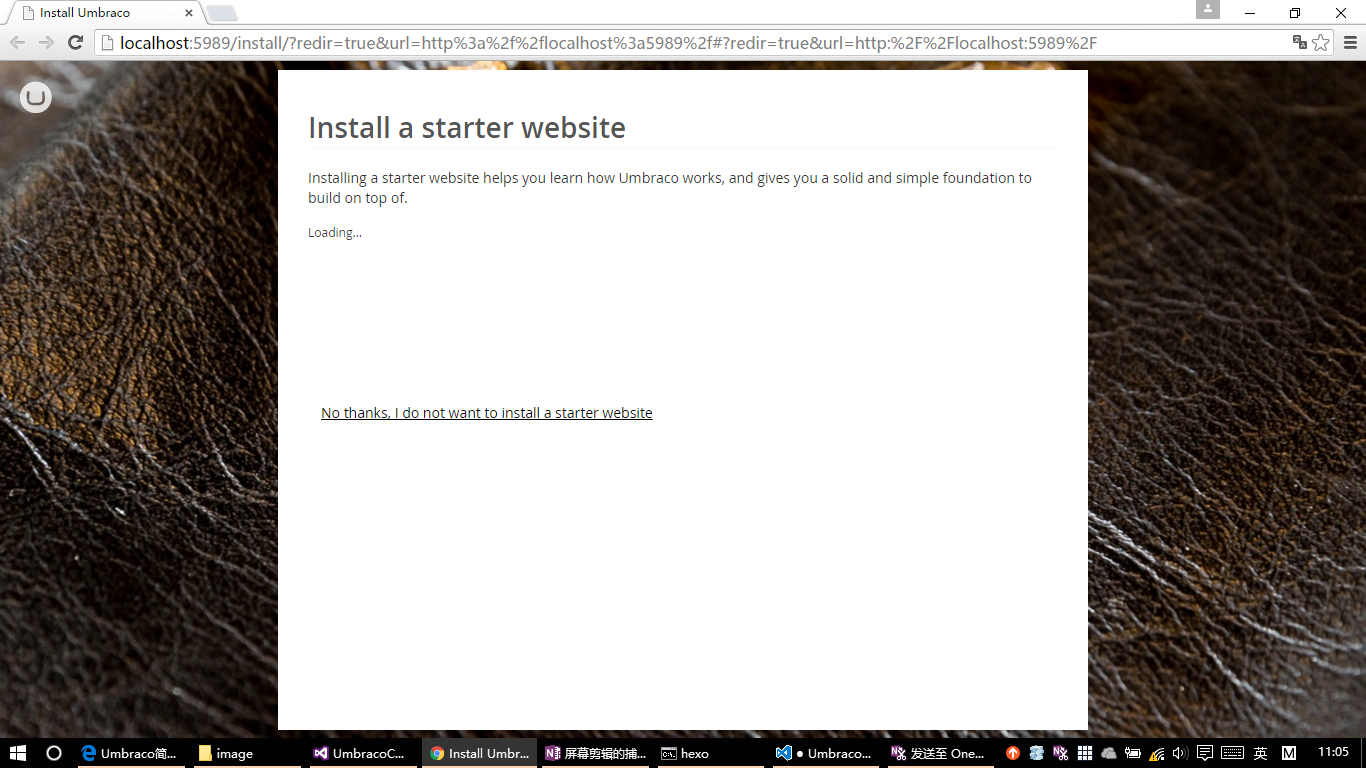 Install Umbraco
localhost:5989/install/?redir=true&url=http%3a%2f%2flocalhost%3a5989%2f#?redir=true&url=http:%2F%2Flocalhost:5989%2F
Install a starter website
Installing a starter website helps you learn how Umbraco works, and gives you a solid and simple foundation to
build on top of.
Loading...
No thanks, I do not want to install a starter website
Umbraco简...
image
UmbracoC...
Install Umbr...
屏幕剪辑的捕...
hexo
● Umbraco...
发送至 One...
英
M
11:05